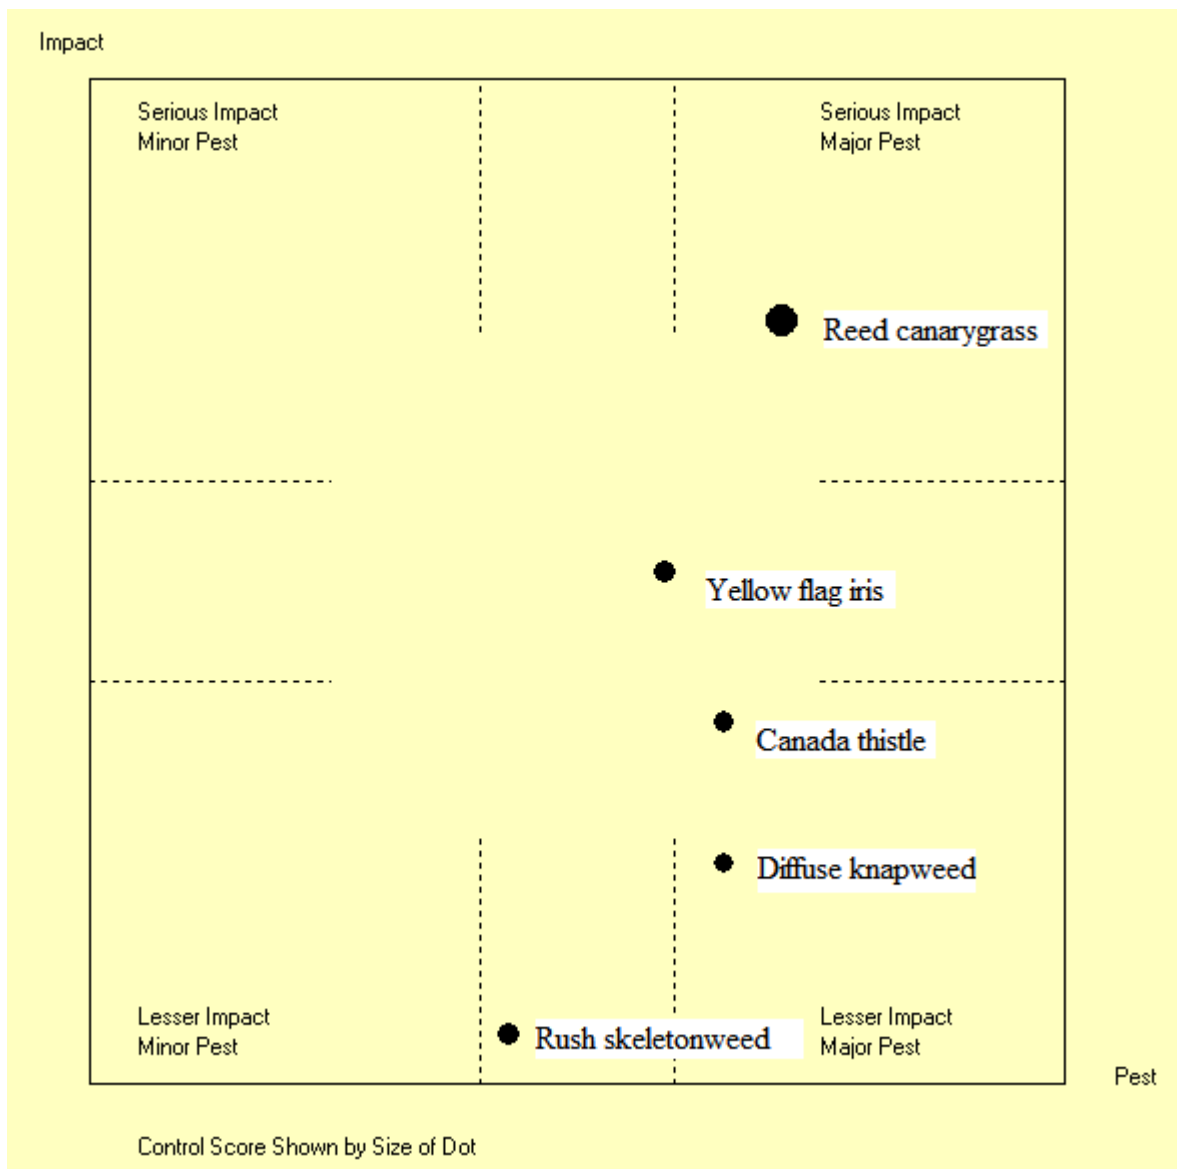 Impact
Serious Impact
Minor Pest
Serious Impact
Major Pest
Reed canarygrass
Yellow flag iris
Canada thistle
Diffuse knapweed
Lesser Impact
Minor Pest
Rush skeletonweed
Lesser Impact
Major Pest
Pest
Control Score Shown by Size of Dot